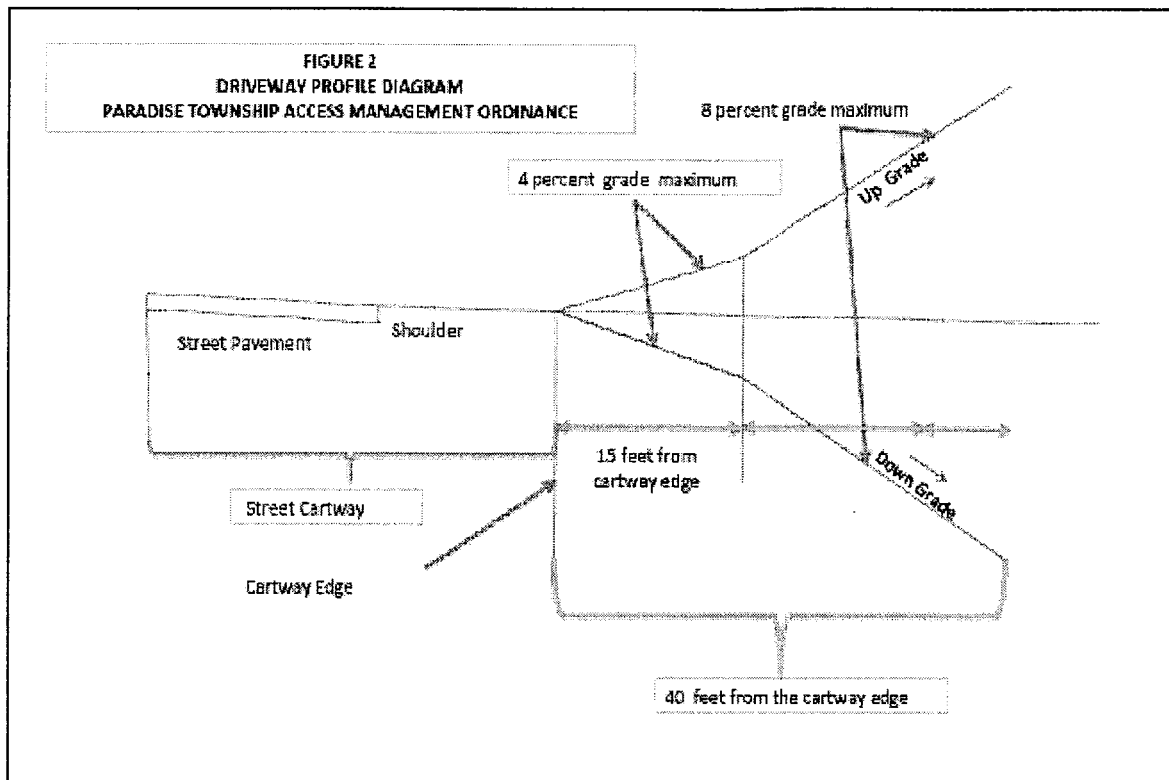 FIGURE 2
DRIVEWAY PROFILE DIAGRAM
PARADISE TOWNSHIP ACCESS MANAGEMENT ORDINANCE
8 percent grade maximum
4 percent grade maximum
Up Grade
Street Pavement
Shoulder
15 feet from
cartway edge
Down Grade
Street Cartway
Cartway Edge
40 feet from the cartway edge